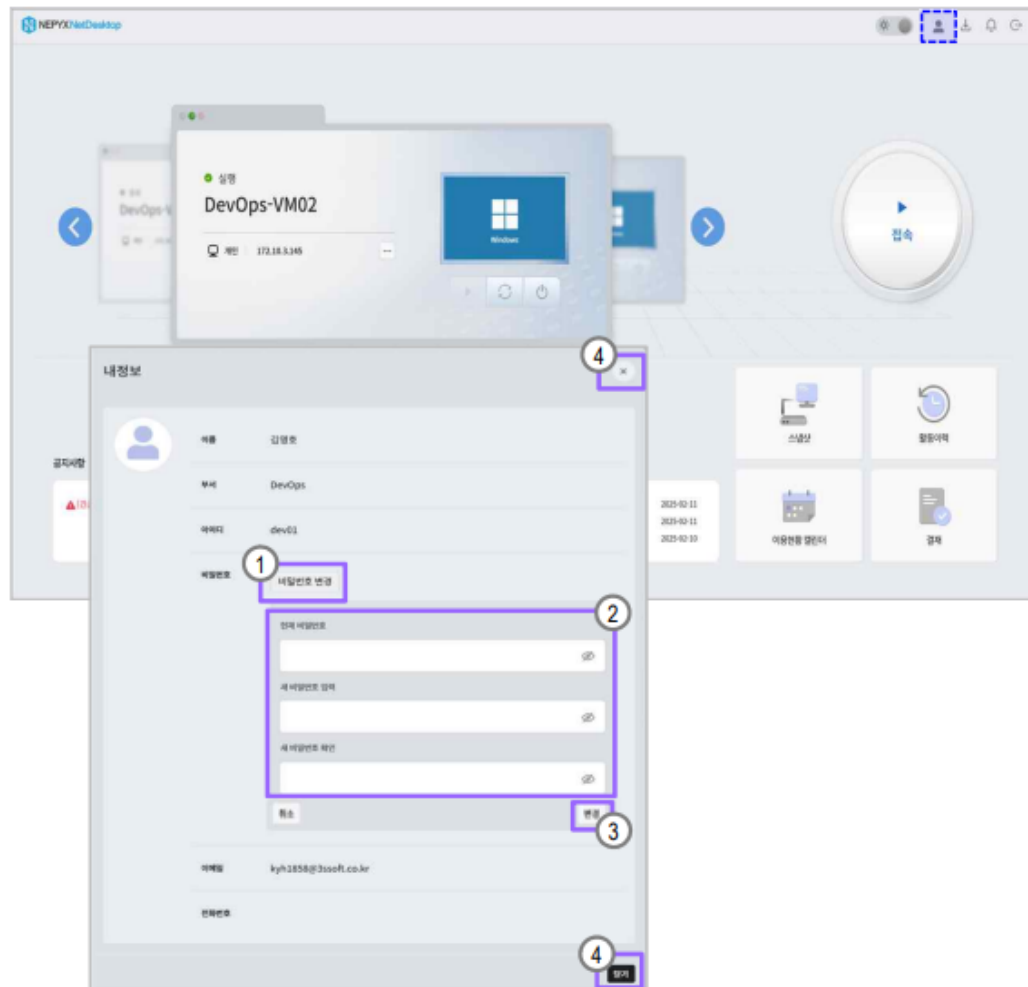 NEPYXNetDesktop
실행
DevOps-VM02
개인 172.10.3.145
Windows
DevOps-V
접속
스냅샷
활동이력
이용현황 캘린더
결재
공지사항
2025-02-11
2025-02-11
2025-02-10
내정보
4
이름 김영호
부서 DevOps
아이디 dev01
비밀번호
1
비밀번호 변경
2
현재 비밀번호
새 비밀번호 입력
새 비밀번호 확인
취소
변경
3
이메일 kyh1858@3ssoft.co.kr
전화번호
4
닫기